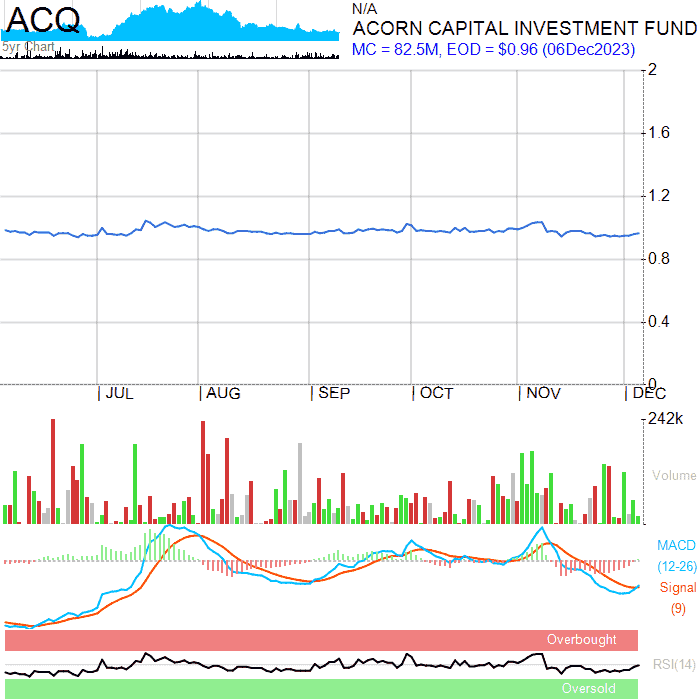 ACQ
5yr Chart
N/A
ACORN CAPITAL INVESTMENT FUND
MC = 82.5M, EOD = $0.96 (06Dec2023)
2
1.6
1.2
0.8
0.4
0
JUL AUG SEP OCT NOV DEC
242k
Volume
MACD
(12-26)
Signal
(9)
Overbought
RSI(14)
Oversold